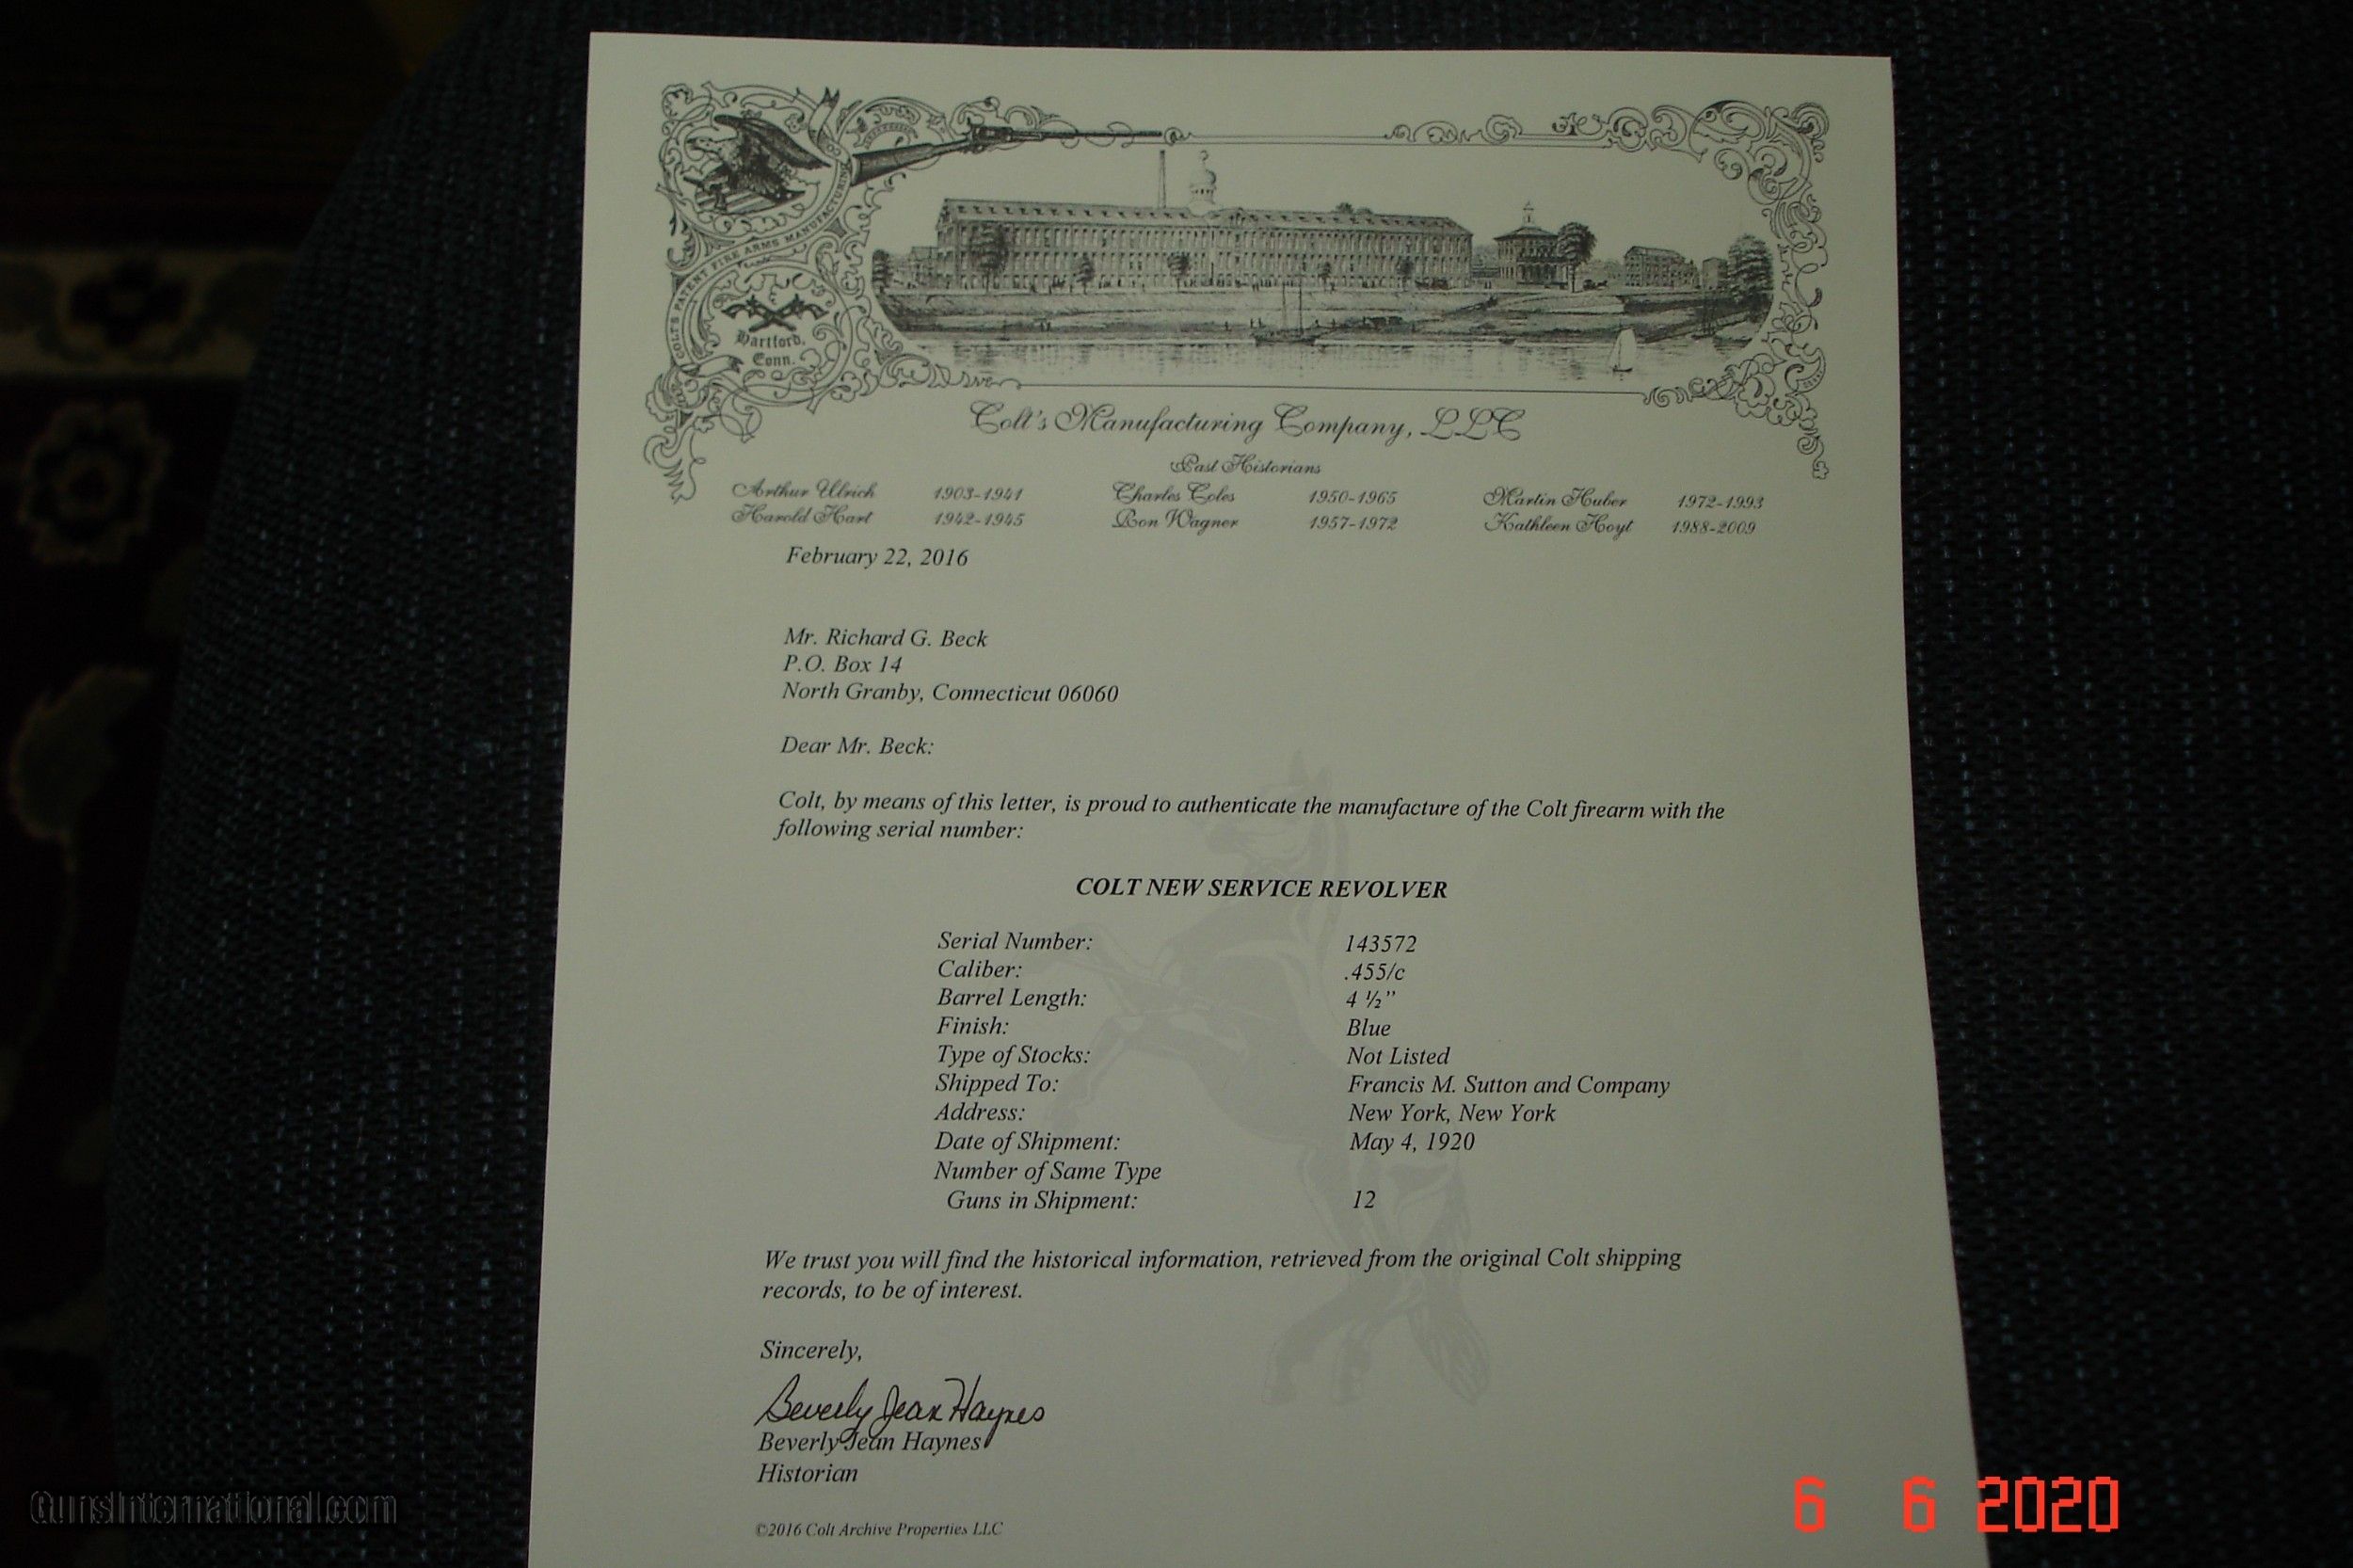 COLT'S PATENT FIRE ARMS MANUFACTURING
Hartford,
Conn.
Colt's Manufacturing Company, LLC
Past Historians
Arthur Ulrich 1903-1941 Charles Coles 1950-1965 Martin Huber 1972-1993
Harold Hart 1942-1945 Ron Wagner 1957-1972 Kathleen Hoyt 1988-2009
February 22, 2016
Mr. Richard G. Beck
P.O. Box 14
North Granby, Connecticut 06060
Dear Mr. Beck:
Colt, by means of this letter, is proud to authenticate the manufacture of the Colt firearm with the
following serial number:
COLT NEW SERVICE REVOLVER
Serial Number: 143572
Caliber: .455/c
Barrel Length: 4 ½”
Finish: Blue
Type of Stocks: Not Listed
Shipped To: Francis M. Sutton and Company
Address: New York, New York
Date of Shipment: May 4, 1920
Number of Same Type
Guns in Shipment: 12
We trust you will find the historical information, retrieved from the original Colt shipping
records, to be of interest.
Sincerely,
Beverly Jean Haynes
Beverly Jean Haynes
Historian
©2016 Colt Archive Properties LLC
GunsInternational.com
6 6 2020